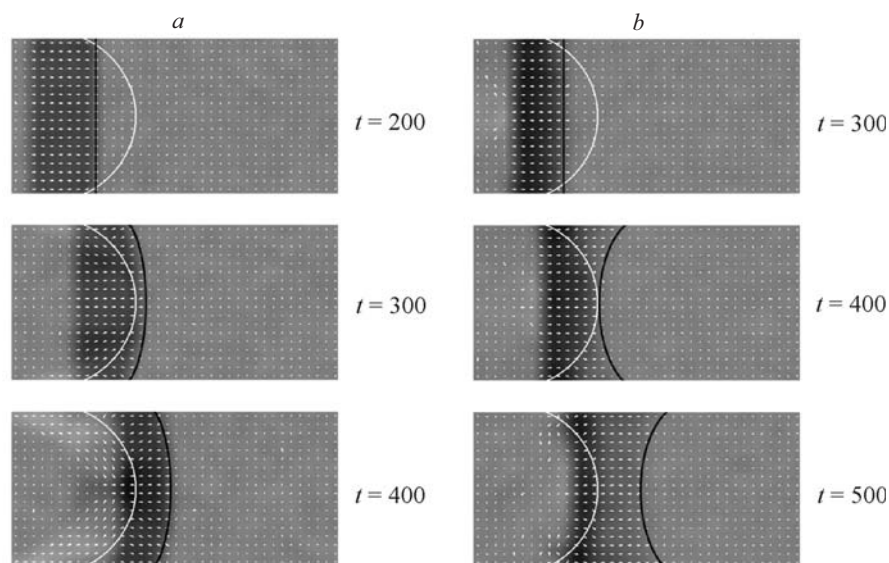 a
t = 200
t = 300
t = 400
b
t = 300
t = 400
t = 500